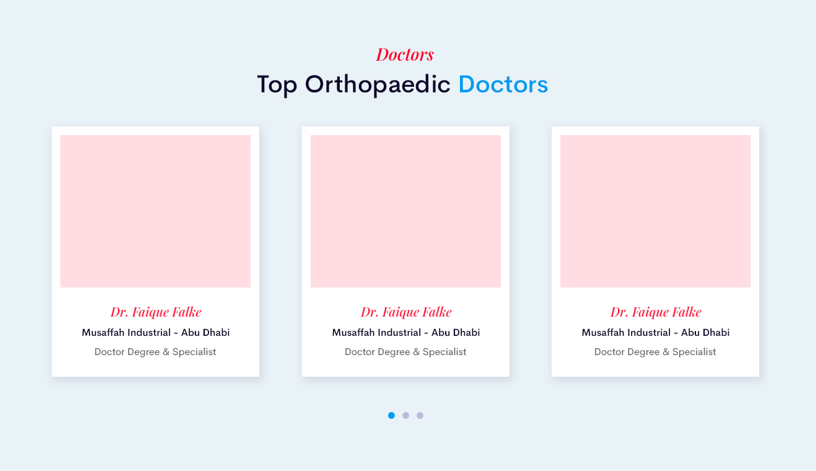 Doctors
Top Orthopaedic Doctors
Dr. Faique Falke
Musaffah Industrial - Abu Dhabi
Doctor Degree & Specialist
Dr. Faique Falke
Musaffah Industrial - Abu Dhabi
Doctor Degree & Specialist
Dr. Faique Falke
Musaffah Industrial - Abu Dhabi
Doctor Degree & Specialist